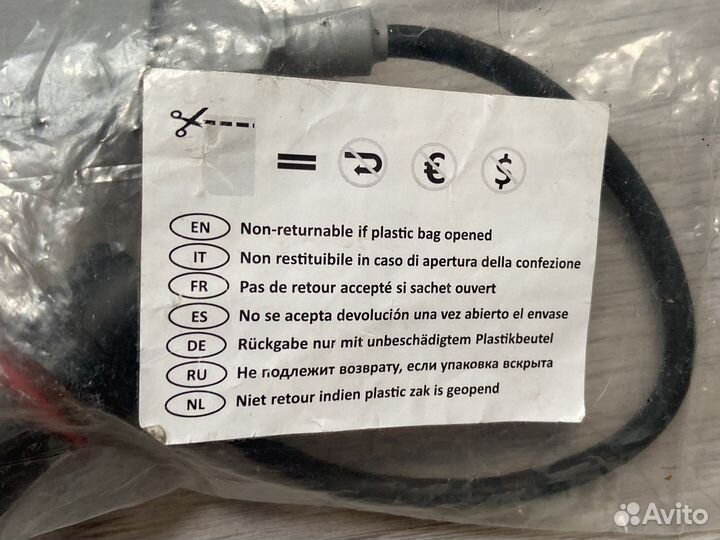 = € $
EN Non-returnable if plastic bag opened
IT Non restituibile in caso di apertura della confezione
FR Pas de retour accepté si sachet ouvert
ES No se acepta devolución una vez abierto el envase
DE Rückgabe nur mit unbeschädigtem Plastikbeutel
RU Не подлежит возврату, если упаковка вскрыта
NL Niet retour indien plastic zak is geopend
Avito